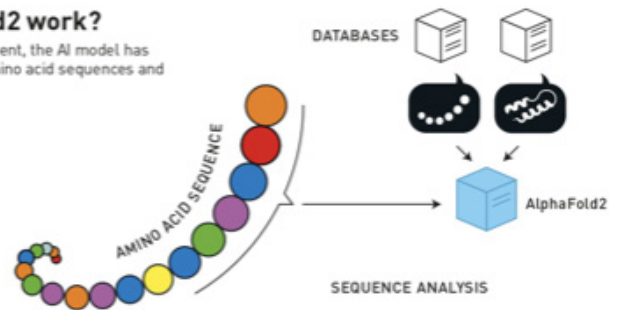 d2 work?
ent, the AI model has
ino acid sequences and
DATABASES
AMINO ACID SEQUENCE
AlphaFold2
SEQUENCE ANALYSIS